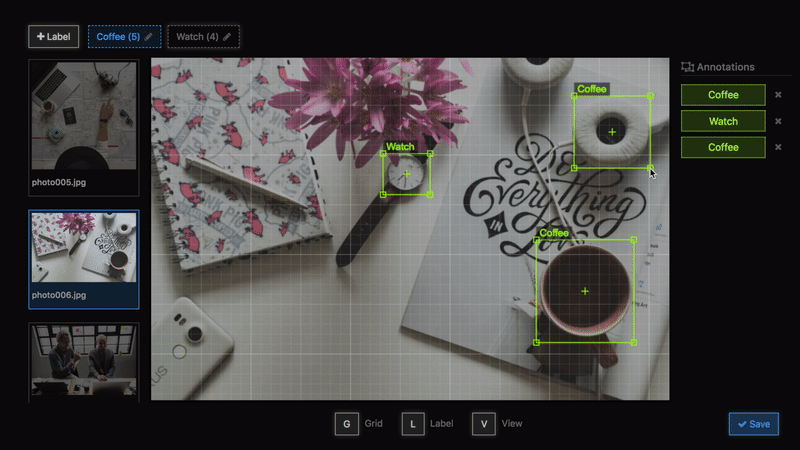 + Label
Coffee (5)
Watch (4)
Annotations
Coffee
Watch
Coffee
photo005.jpg
photo006.jpg
Coffee
Watch
Coffee
Do
Everything
IN
Love
G Grid
L Label
V View
Save